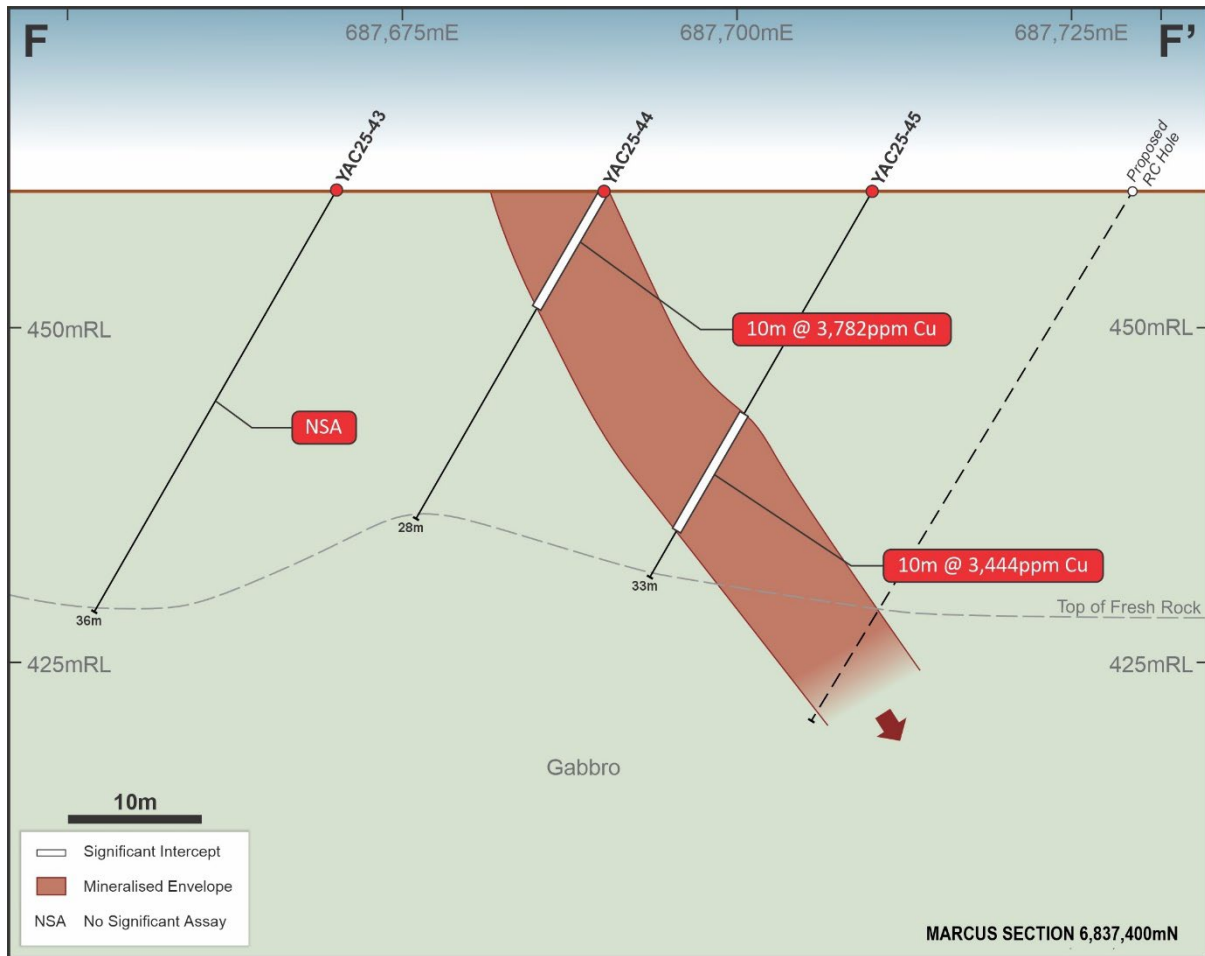 F
687,675mE
687,700mE
687,725mE
F’
YAC25-43
YAC25-44
YAC25-45
Proposed
RC Hole
450mRL
450mRL
10m @ 3,782ppm Cu
NSA
28m
10m @ 3,444ppm Cu
33m
36m
Top of Fresh Rock
425mRL
425mRL
Gabbro
10m
Significant Intercept
Mineralised Envelope
NSA No Significant Assay
MARCUS SECTION 6,837,400mN